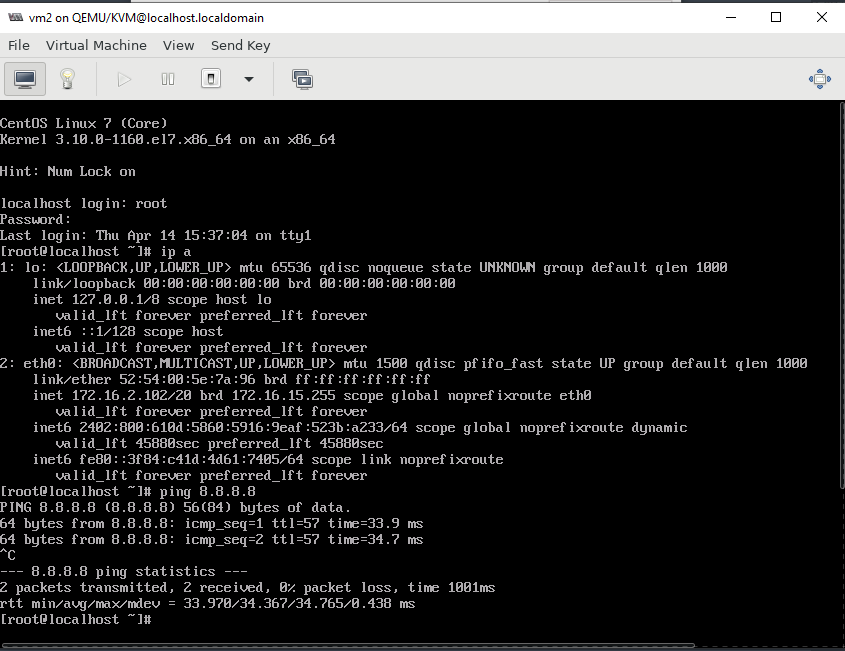 vm2 on QEMU/KVM@localhost.localdomain
File Virtual Machine View Send Key
CentOS Linux 7 (Core)
Kernel 3.10.0-1160.el7.x86_64 on an x86_64
Hint: Num Lock on
localhost login: root
Password:
Last login: Thu Apr 14 15:37:04 on tty1
[root@localhost ~]# ip a
1: lo: <LOOPBACK,UP,LOWER_UP> mtu 65536 qdisc noqueue state UNKNOWN group default qlen 1000
link/loopback 00:00:00:00:00:00 brd 00:00:00:00:00:00
inet 127.0.0.1/8 scope host lo
valid_lft forever preferred_lft forever
inet6 ::1/128 scope host
valid_lft forever preferred_lft forever
2: eth0: <BROADCAST,MULTICAST,UP,LOWER_UP> mtu 1500 qdisc pfifo_fast state UP group default qlen 1000
link/ether 52:54:00:5e:7a:96 brd ff:ff:ff:ff:ff:ff
inet 172.16.2.102/20 brd 172.16.15.255 scope global noprefixroute eth0
valid_lft forever preferred_lft forever
inet6 2402:800:610d:5860:5916:9eaf:523b:a233/64 scope global noprefixroute dynamic
valid_lft 45880sec preferred_lft 45880sec
inet6 fe80::3f84:c41d:4d61:7405/64 scope link noprefixroute
valid_lft forever preferred_lft forever
[root@localhost ~]# ping 8.8.8.8
PING 8.8.8.8 (8.8.8.8) 56(84) bytes of data.
64 bytes from 8.8.8.8: icmp_seq=1 ttl=57 time=33.9 ms
64 bytes from 8.8.8.8: icmp_seq=2 ttl=57 time=34.7 ms
^C
--- 8.8.8.8 ping statistics ---
2 packets transmitted, 2 received, 0% packet loss, time 1001ms
rtt min/avg/max/mdev = 33.970/34.367/34.765/0.438 ms
[root@localhost ~]#